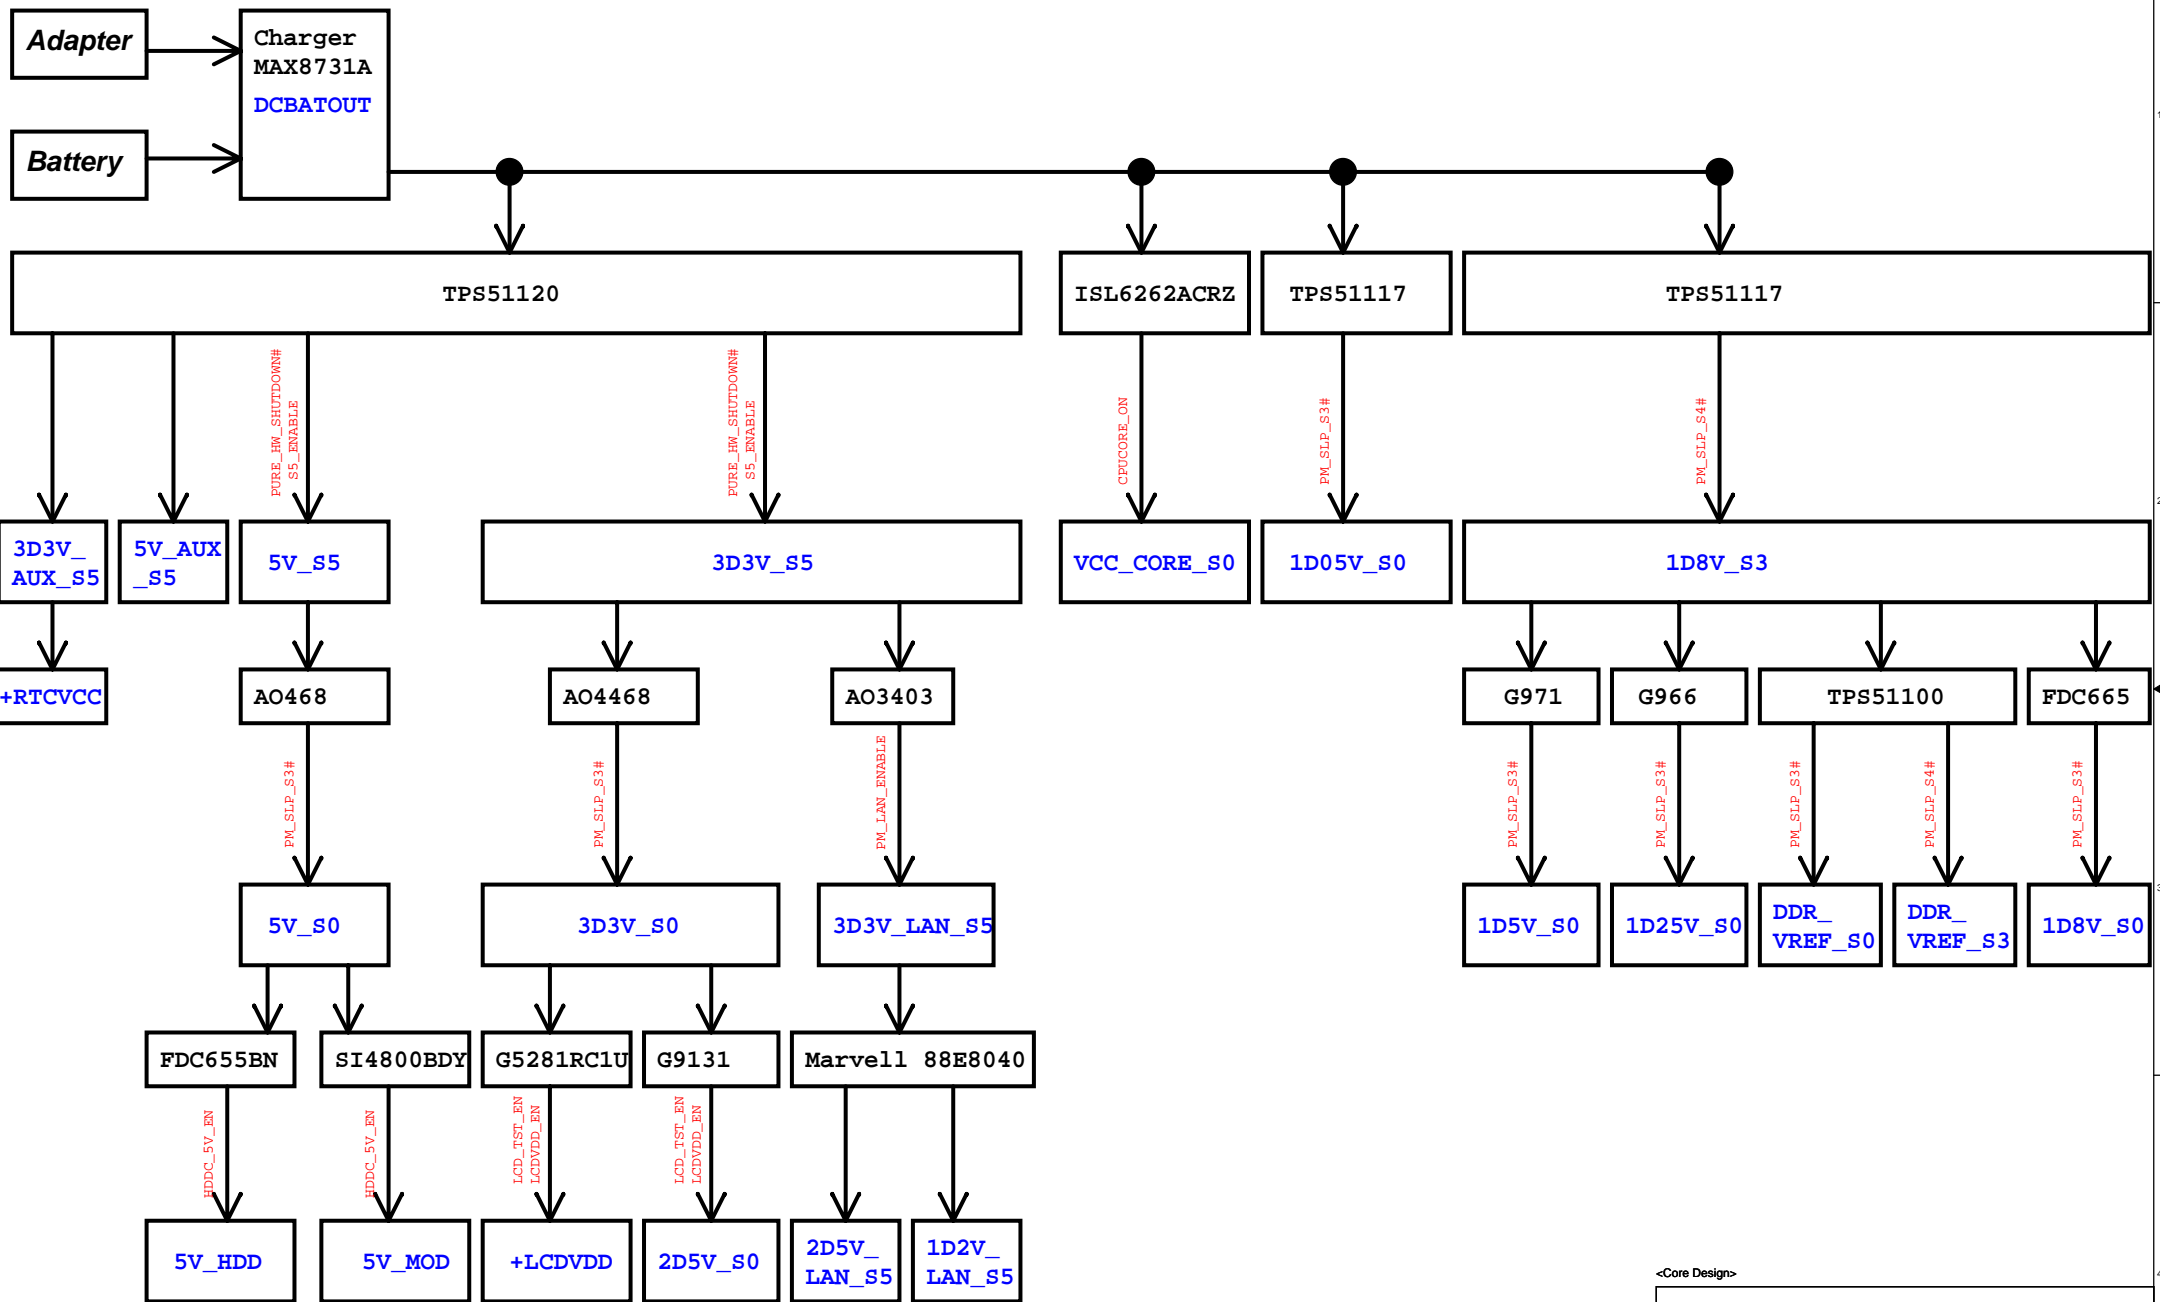 Adapter
Charger
MAX8731A
DCBATOUT
Battery
TPS51120
ISL6262ACRZ
TPS51117
TPS51117
PURE_HW_SHUTDOWN#
S5_ENABLE
PURE_HW_SHUTDOWN#
S5_ENABLE
CPUCORE_ON
PM_SLP_S3#
PM_SLP_S4#
3D3V_
AUX_S5
5V_AUX
_S5
5V_S5
3D3V_S5
VCC_CORE_S0
1D05V_S0
1D8V_S3
+RTCVCC
AO468
AO4468
AO3403
G971
G966
TPS51100
FDC665
PM_SLP_S3#
PM_SLP_S3#
PM_LAN_ENABLE
PM_SLP_S3#
PM_SLP_S3#
PM_SLP_S3#
PM_SLP_S4#
PM_SLP_S3#
5V_S0
3D3V_S0
3D3V_LAN_S5
1D5V_S0
1D25V_S0
DDR_
VREF_S0
DDR_
VREF_S3
1D8V_S0
FDC655BN
SI4800BDY
G5281RC1U
G9131
Marvell 88E8040
HDDC_5V_EN
HDDC_5V_EN
LCD_TST_EN
LCDVDD_EN
LCD_TST_EN
LCDVDD_EN
5V_HDD
5V_MOD
+LCDVDD
2D5V_S0
2D5V_
LAN_S5
1D2V_
LAN_S5
<Core Design>